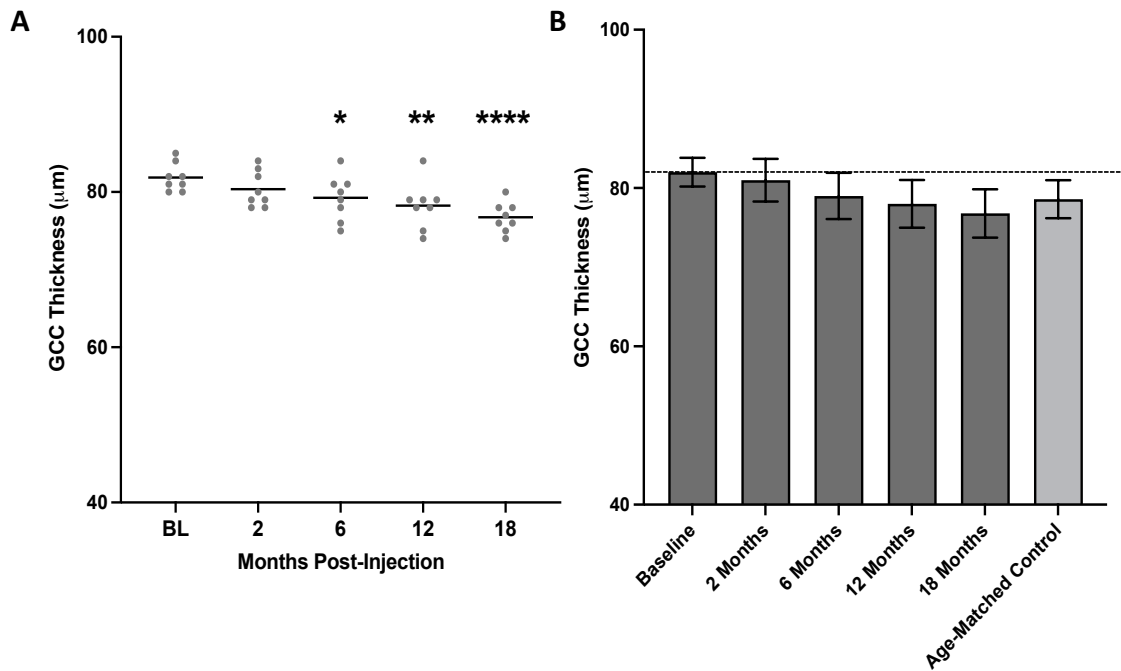 A
GCC Thickness (μm)
100
80
60
40
*
**
****
BL 2 6 12 18
Months Post-Injection
B
GCC Thickness (μm)
100
80
60
40
Baseline
2 Months
6 Months
12 Months
18 Months
Age-Matched Control